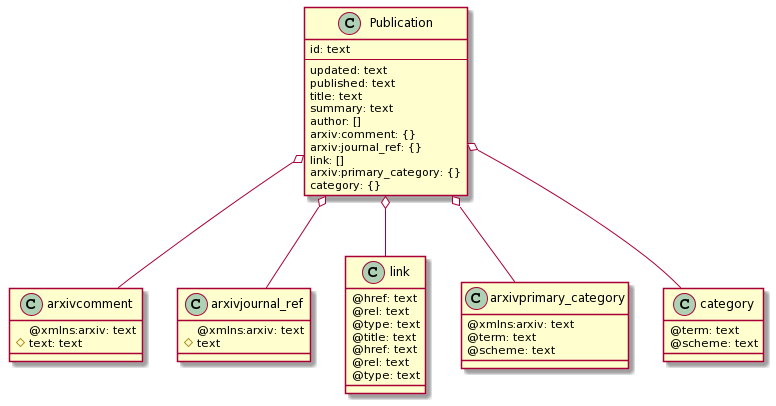 C Publication
id: text
updated: text
published: text
title: text
summary: text
author: []
arxiv:comment: {}
arxiv:journal_ref: {}
link: []
arxiv:primary_category: {}
category: {}
C arxivcomment
@xmlns:arxiv: text
text: text
C arxivjournal_ref
@xmlns:arxiv: text
text
C link
@href: text
@rel: text
@type: text
@title: text
@href: text
@rel: text
@type: text
C arxivprimary_category
@xmlns:arxiv: text
@term: text
@scheme: text
C category
@term: text
@scheme: text